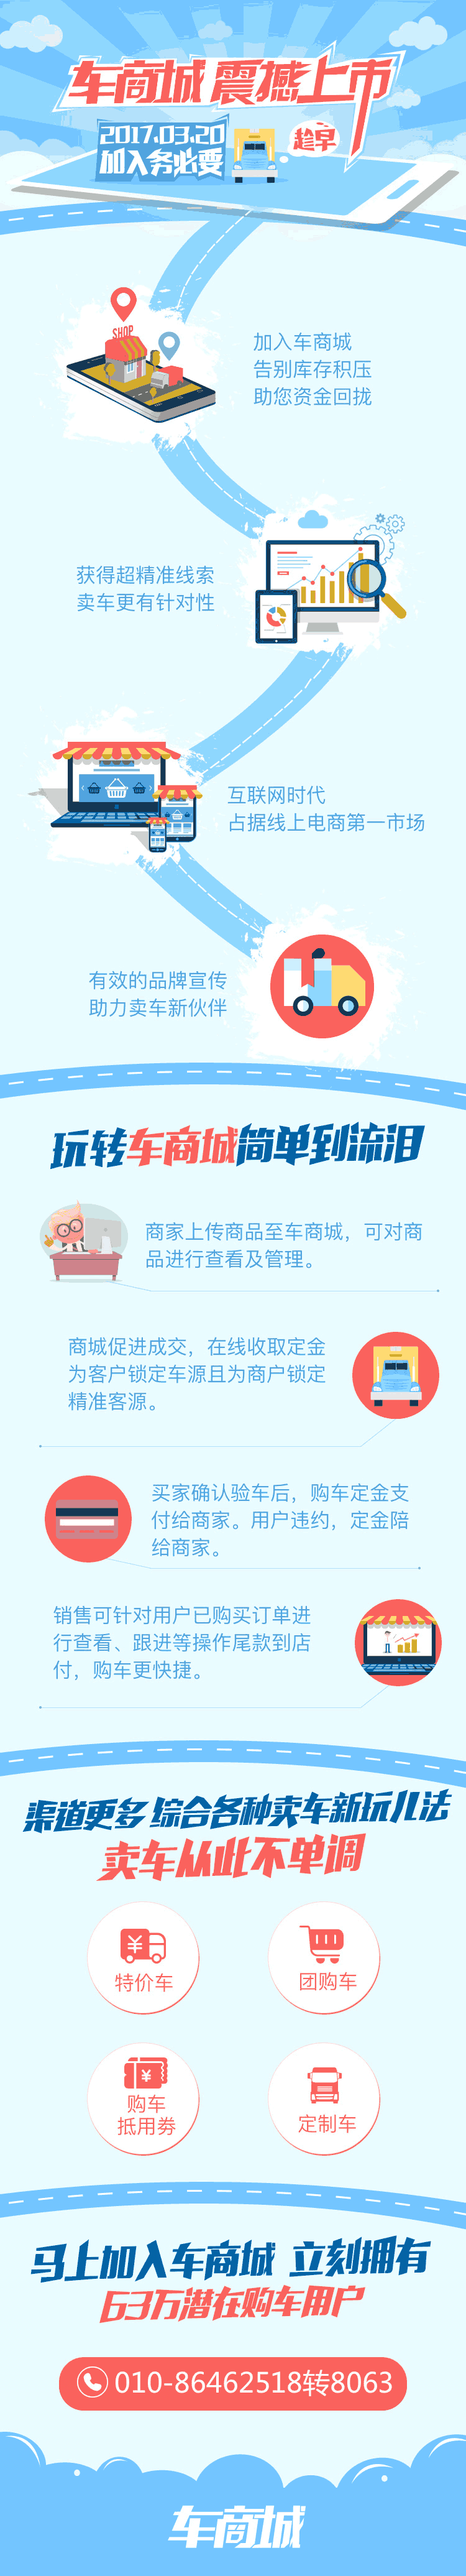 车商城 震撼上市
2017.03.20
加入务必要
趁早
SHOP
加入车商城
告别库存积压
助您资金回拢
获得超精准线索
卖车更有针对性
互联网时代
占据线上电商第一市场
有效的品牌宣传
助力卖车新伙伴
玩转车商城简单到流泪
商家上传商品至车商城，可对商
品进行查看及管理。
商城促进成交，在线收取定金
为客户锁定车源且为商户锁定
精准客源。
买家确认验车后，购车定金支
付给商家。用户违约，定金陪
给商家。
销售可针对用户已购买订单进
行查看、跟进等操作尾款到店
付，购车更快捷。
渠道更多 综合各种卖车新玩儿法
卖车从此不单调
¥
特价车
团购车
¥
购车
抵用券
定制车
马上加入车商城 立刻拥有
63万潜在购车用户
010-86462518转8063
车商城